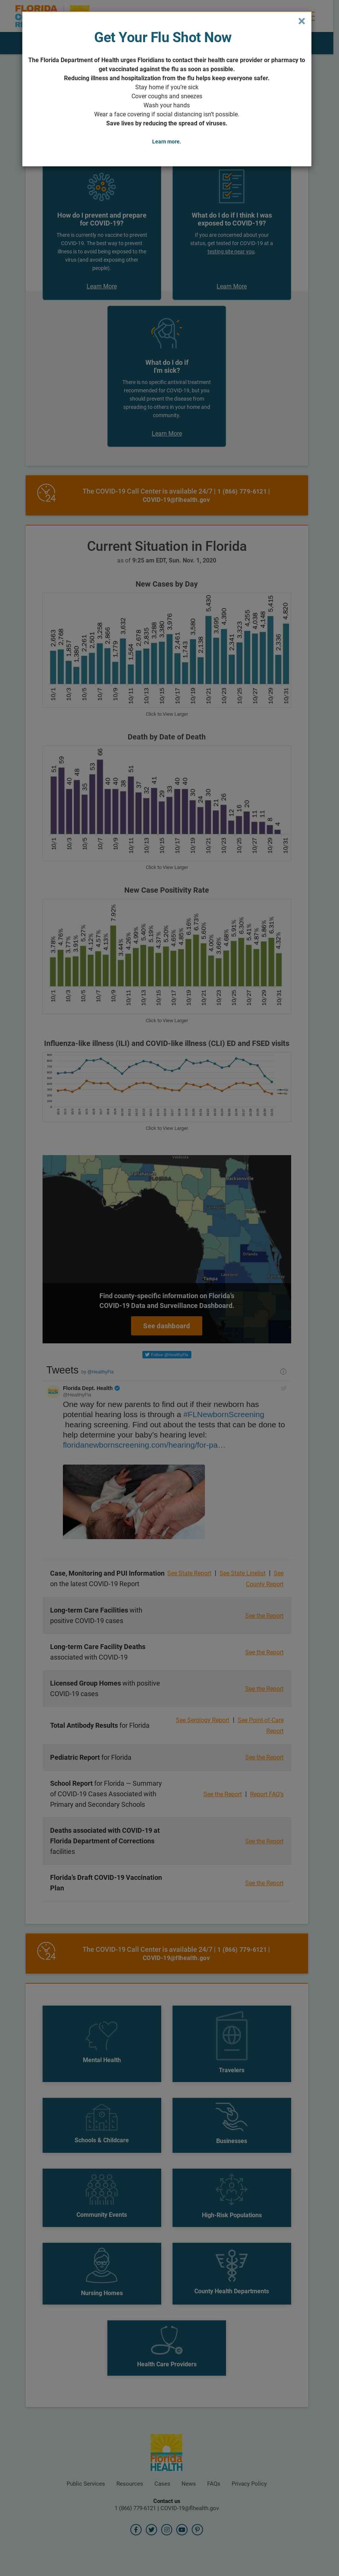 ×
Get Your Flu Shot Now
The Florida Department of Health urges Floridians to contact their health care provider or pharmacy to
get vaccinated against the flu as soon as possible.
Reducing illness and hospitalization from the flu helps keep everyone safer.
Stay home if you're sick
Cover coughs and sneezes
Wash your hands
Wear a face covering if social distancing isn't possible.
Save lives by reducing the spread of viruses.
Learn more.
How do I prevent and prepare
for COVID-19?
There is currently no vaccine to prevent
COVID-19. The best way to prevent
illness is to avoid being exposed to the
virus (and avoid exposing other
people).
Learn More
What do I do if I think I was
exposed to COVID-19?
If you are concerned about your
status, get tested for COVID-19 at a
testing site near you.
Learn More
What do I do if
I'm sick?
There is no specific antiviral treatment
recommended for COVID-19, but you
should prevent the disease from
spreading to others in your home and
community.
Learn More
24
The COVID-19 Call Center is available 24/7 | 1 (866) 779-6121 |
COVID-19@flhealth.gov
Current Situation in Florida
as of 9:25 am EDT, Sun. Nov. 1, 2020
New Cases by Day
2,663 2,768 1,857 1,380 2,261 2,501 3,258 2,866 1,779 3,632 1,564 2,678 2,835 3,288 3,380 3,976 2,461 1,743 3,580 2,138 5,430 3,695 4,390 2,341 3,323 4,255 4,038 4,148 5,415 2,336 4,820
10/1 10/3 10/5 10/7 10/9 10/11 10/13 10/15 10/17 10/19 10/21 10/23 10/25 10/27 10/29 10/31
Click to View Larger
Death by Date of Death
51 59 40 48 35 53 66 40 40 38 51 37 32 41 29 33 40 40 30 24 30 21 26 12 16 20 11 11 8 4
10/1 10/3 10/5 10/7 10/9 10/11 10/13 10/15 10/17 10/19 10/21 10/23 10/25 10/27 10/29 10/31
Click to View Larger
New Case Positivity Rate
3.78% 4.76% 3.77% 3.91% 5.27% 4.12% 4.57% 4.13% 7.92% 3.44% 4.26% 4.99% 5.40% 5.19% 4.37% 5.20% 4.65% 4.85% 6.18% 6.73% 5.60% 4.00% 3.66% 4.68% 5.91% 6.30% 5.41% 4.87% 5.86% 6.31% 4.32%
10/1 10/3 10/5 10/7 10/9 10/11 10/13 10/15 10/17 10/19 10/21 10/23 10/25 10/27 10/29 10/31
Click to View Larger
Influenza-like illness (ILI) and COVID-like illness (CLI) ED and FSED visits
Click to View Larger
Tallahassee
Jacksonville
Orlando
Tampa
Find county-specific information on Florida's
COVID-19 Data and Surveillance Dashboard.
See dashboard
Follow @HealthyFla
Tweets by @HealthyFla
Florida Dept. Health
@HealthyFla
One way for new parents to find out if their newborn has
potential hearing loss is through a #FLNewbornScreening
hearing screening. Find out about the tests that can be done to
help determine your baby's hearing level:
floridanewbornscreening.com/hearing/for-pa…
Case, Monitoring and PUI Information See State Report | See State Linelist | See
on the latest COVID-19 Report County Report
Long-term Care Facilities with
positive COVID-19 cases
See the Report
Long-term Care Facility Deaths
associated with COVID-19
See the Report
Licensed Group Homes with positive
COVID-19 cases
See the Report
Total Antibody Results for Florida
See Serology Report | See Point-of-Care
Report
Pediatric Report for Florida
See the Report
School Report for Florida — Summary
of COVID-19 Cases Associated with
Primary and Secondary Schools
See the Report | Report FAQ's
Deaths associated with COVID-19 at
Florida Department of Corrections
facilities
See the Report
Florida's Draft COVID-19 Vaccination
Plan
See the Report
24
The COVID-19 Call Center is available 24/7 | 1 (866) 779-6121 |
COVID-19@flhealth.gov
Mental Health
Travelers
Schools & Childcare
Businesses
Community Events
High-Risk Populations
Nursing Homes
County Health Departments
Health Care Providers
Florida
HEALTH
Public Services Resources Cases News FAQs Privacy Policy
Contact us
1 (866) 779-6121 | COVID-19@flhealth.gov